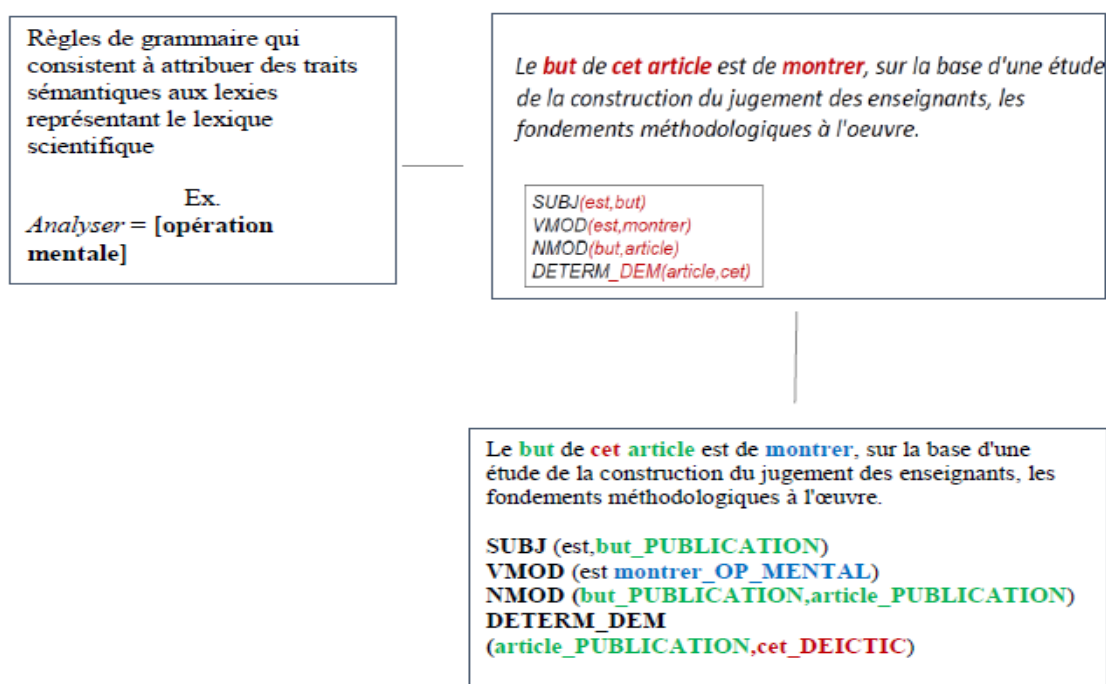 Règles de grammaire qui
consistent à attribuer des traits
sémantiques aux lexies
représentant le lexique
scientifique
Ex.
Analyser = [opération
mentale]
Le but de cet article est de montrer, sur la base d'une étude
de la construction du jugement des enseignants, les
fondements méthodologiques à l'oeuvre.
SUBJ(est,but)
VMOD(est,montrer)
NMOD(but,article)
DETERM_DEM(article,cet)
Le but de cet article est de montrer, sur la base d'une
étude de la construction du jugement des enseignants, les
fondements méthodologiques à l'œuvre.
SUBJ (est,but_PUBLICATION)
VMOD (est montrer_OP_MENTAL)
NMOD (but_PUBLICATION,article_PUBLICATION)
DETERM_DEM
(article_PUBLICATION,cet_DEICTIC)